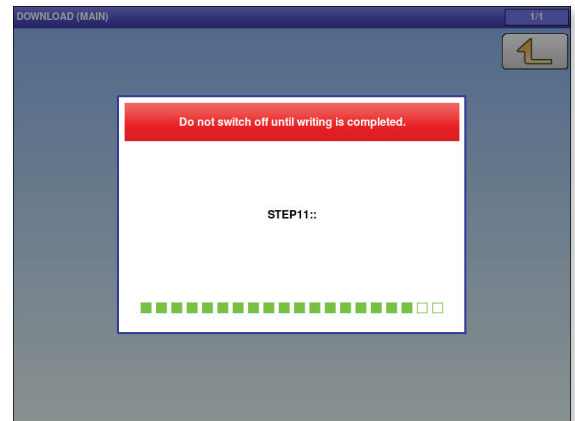 DOWNLOAD (MAIN)
1/1
Do not switch off until writing is completed.
STEP11::